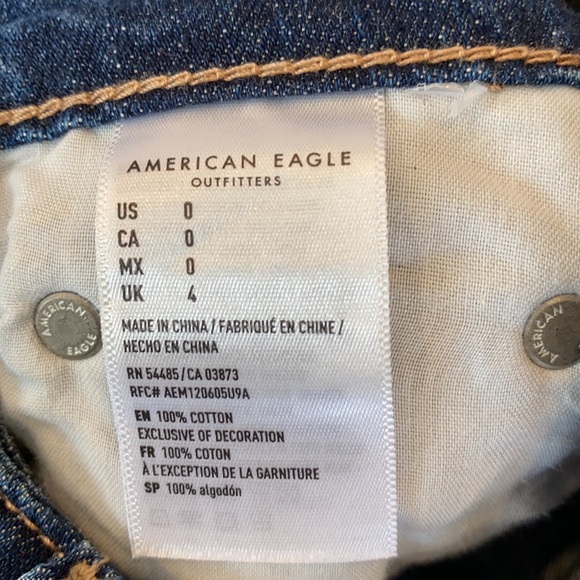 AMERICAN EAGLE
OUTFITTERS
US 0
CA 0
MX 0
UK 4
AMERICAN
EAGLE
AMERICAN
MADE IN CHINA / FABRIQUÉ EN CHINE /
HECHO EN CHINA
RN 54485 / CA 03873
RFC# AEM120605U9A
EN 100% COTTON
EXCLUSIVE OF DECORATION
FR 100% COTON
À L'EXCEPTION DE LA GARNITURE
SP 100% algodón